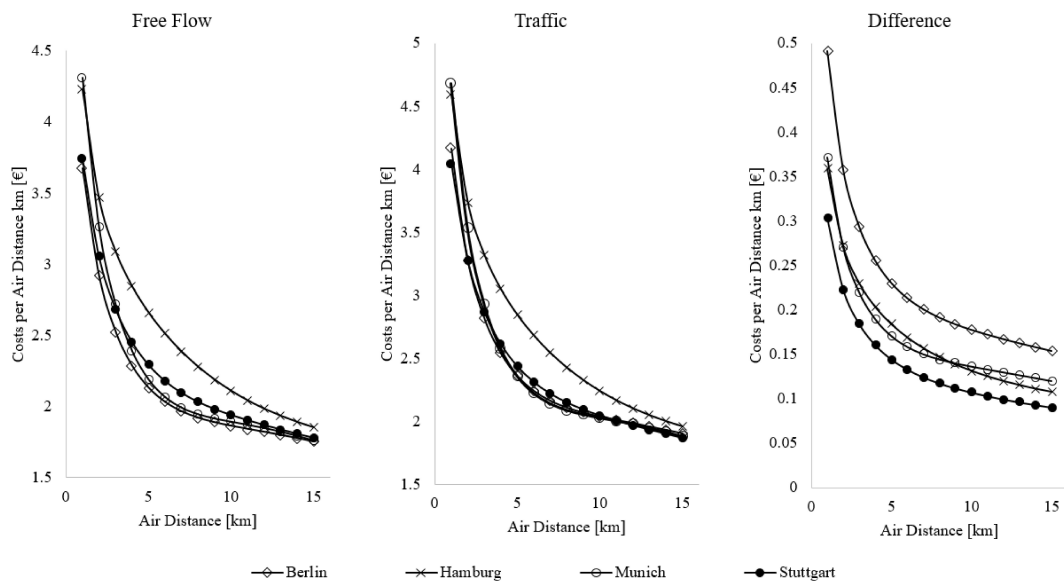 Free Flow
Costs per Air Distance km [€]
4.5
4
3.5
3
2.5
2
1.5
0 5 10 15
Air Distance [km]
Traffic
Costs per Air Distance km [€]
5
4.5
4
3.5
3
2.5
2
1.5
0 5 10 15
Air Distance [km]
Difference
Costs per Air Distance km [€]
0.5
0.45
0.4
0.35
0.3
0.25
0.2
0.15
0.1
0.05
0
0 5 10 15
Air Distance [km]
Berlin Hamburg Munich Stuttgart